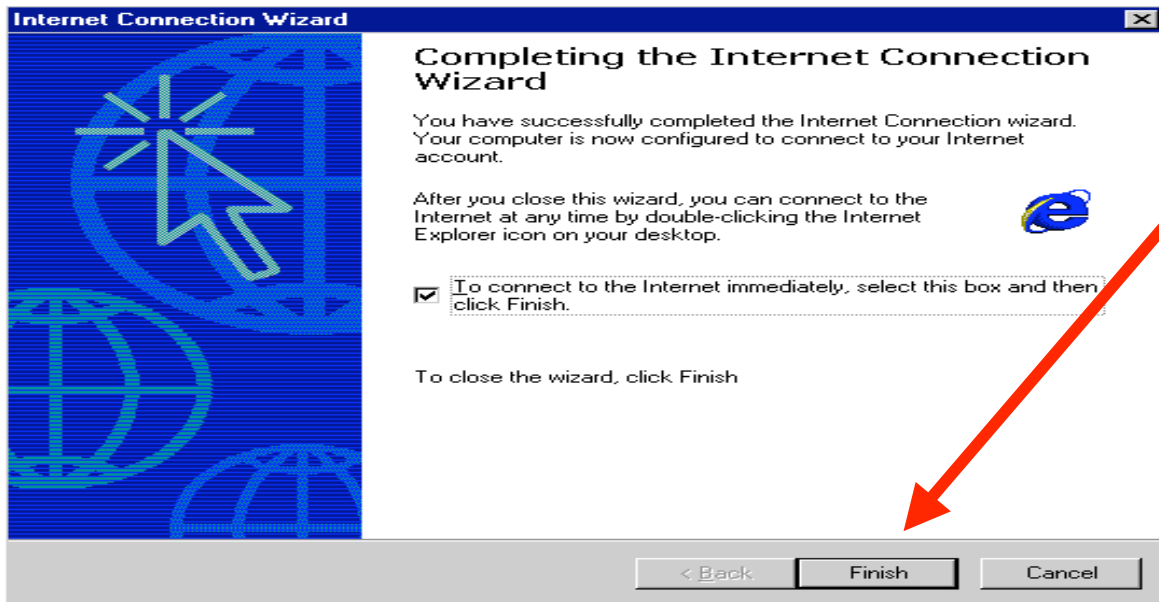 Internet Connection Wizard
Completing the Internet Connection
Wizard
You have successfully completed the Internet Connection wizard.
Your computer is now configured to connect to your Internet
account.
After you close this wizard, you can connect to the
Internet at any time by double-clicking the Internet
Explorer icon on your desktop.
To connect to the Internet immediately, select this box and then
click Finish.
To close the wizard, click Finish
< Back
Finish
Cancel